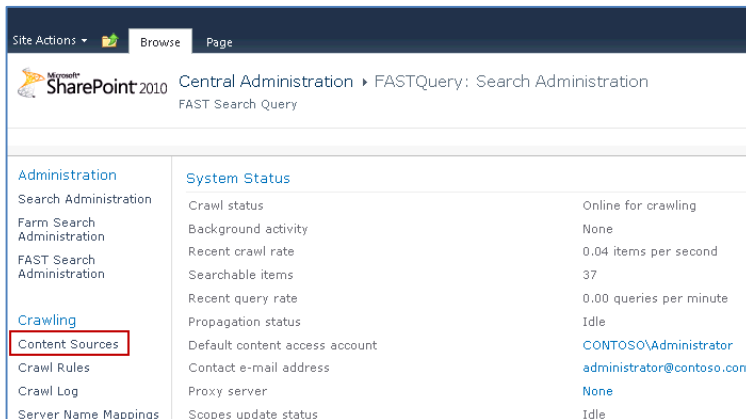 Site Actions Browse Page
Microsoft SharePoint 2010 Central Administration FASTQuery: Search Administration
FAST Search Query
Administration
Search Administration
Farm Search
Administration
FAST Search
Administration
Crawling
Content Sources
Crawl Rules
Crawl Log
Server Name Mappings
System Status
Crawl status Online for crawling
Background activity None
Recent crawl rate 0.04 items per second
Searchable items 37
Recent query rate 0.00 queries per minute
Propagation status Idle
Default content access account CONTOSO\Administrator
Contact e-mail address administrator@contoso.com
Proxy server None
Scopes update status Idle